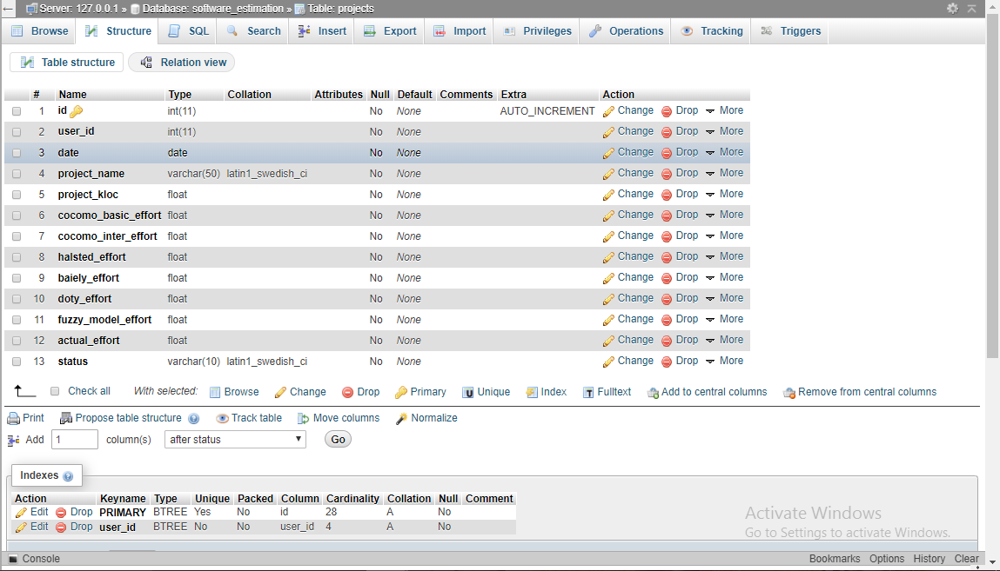 Server: 127.0.0.1 » Database: software_estimation » Table: projects
Browse Structure SQL Search Insert Export Import Privileges Operations Tracking Triggers
Table structure Relation view
# Name Type Collation Attributes Null Default Comments Extra Action
1 id int(11) No None AUTO_INCREMENT Change Drop More
2 user_id int(11) No None Change Drop More
3 date date No None Change Drop More
4 project_name varchar(50) latin1_swedish_ci No None Change Drop More
5 project_kloc float No None Change Drop More
6 cocomo_basic_effort float No None Change Drop More
7 cocomo_inter_effort float No None Change Drop More
8 halsted_effort float No None Change Drop More
9 baiely_effort float No None Change Drop More
10 doty_effort float No None Change Drop More
11 fuzzy_model_effort float No None Change Drop More
12 actual_effort float No None Change Drop More
13 status varchar(10) latin1_swedish_ci No None Change Drop More
Check all With selected: Browse Change Drop Primary Unique Index Fulltext Add to central columns Remove from central columns
Print Propose table structure Track table Move columns Normalize
Add 1 column(s) after status Go
Indexes
Action Keyname Type Unique Packed Column Cardinality Collation Null Comment
Edit Drop PRIMARY BTREE Yes No id 28 A No
Edit Drop user_id BTREE No No user_id 4 A No
Activate Windows
Go to Settings to activate Windows.
Console Bookmarks Options History Clear